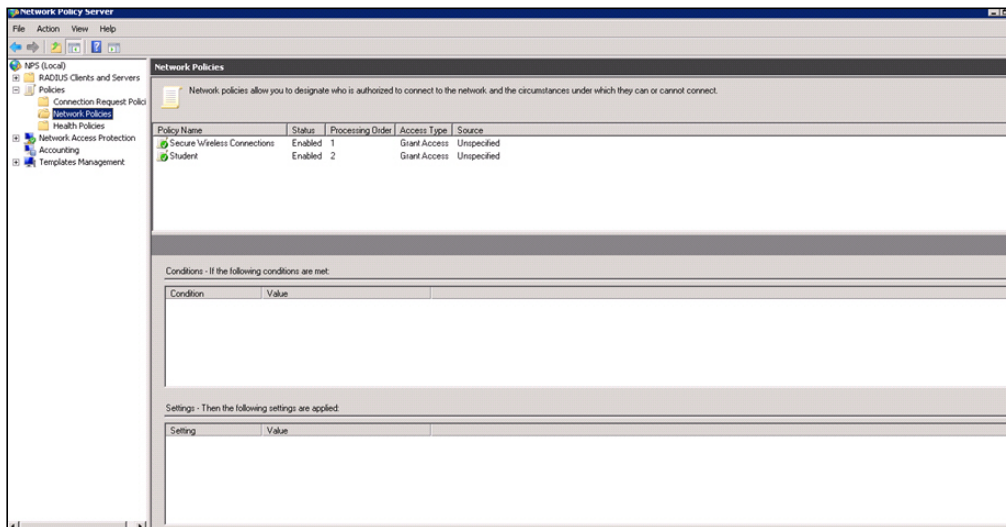 Network Policy Server
File Action View Help
NPS (Local)
RADIUS Clients and Servers
Policies
Connection Request Polici
Network Policies
Health Policies
Network Access Protection
Accounting
Templates Management
Network Policies
Network policies allow you to designate who is authorized to connect to the network and the circumstances under which they can or cannot connect.
Policy Name Status Processing Order Access Type Source
Secure Wireless Connections Enabled 1 Grant Access Unspecified
Student Enabled 2 Grant Access Unspecified
Conditions - If the following conditions are met:
Condition Value
Settings - Then the following settings are applied:
Setting Value